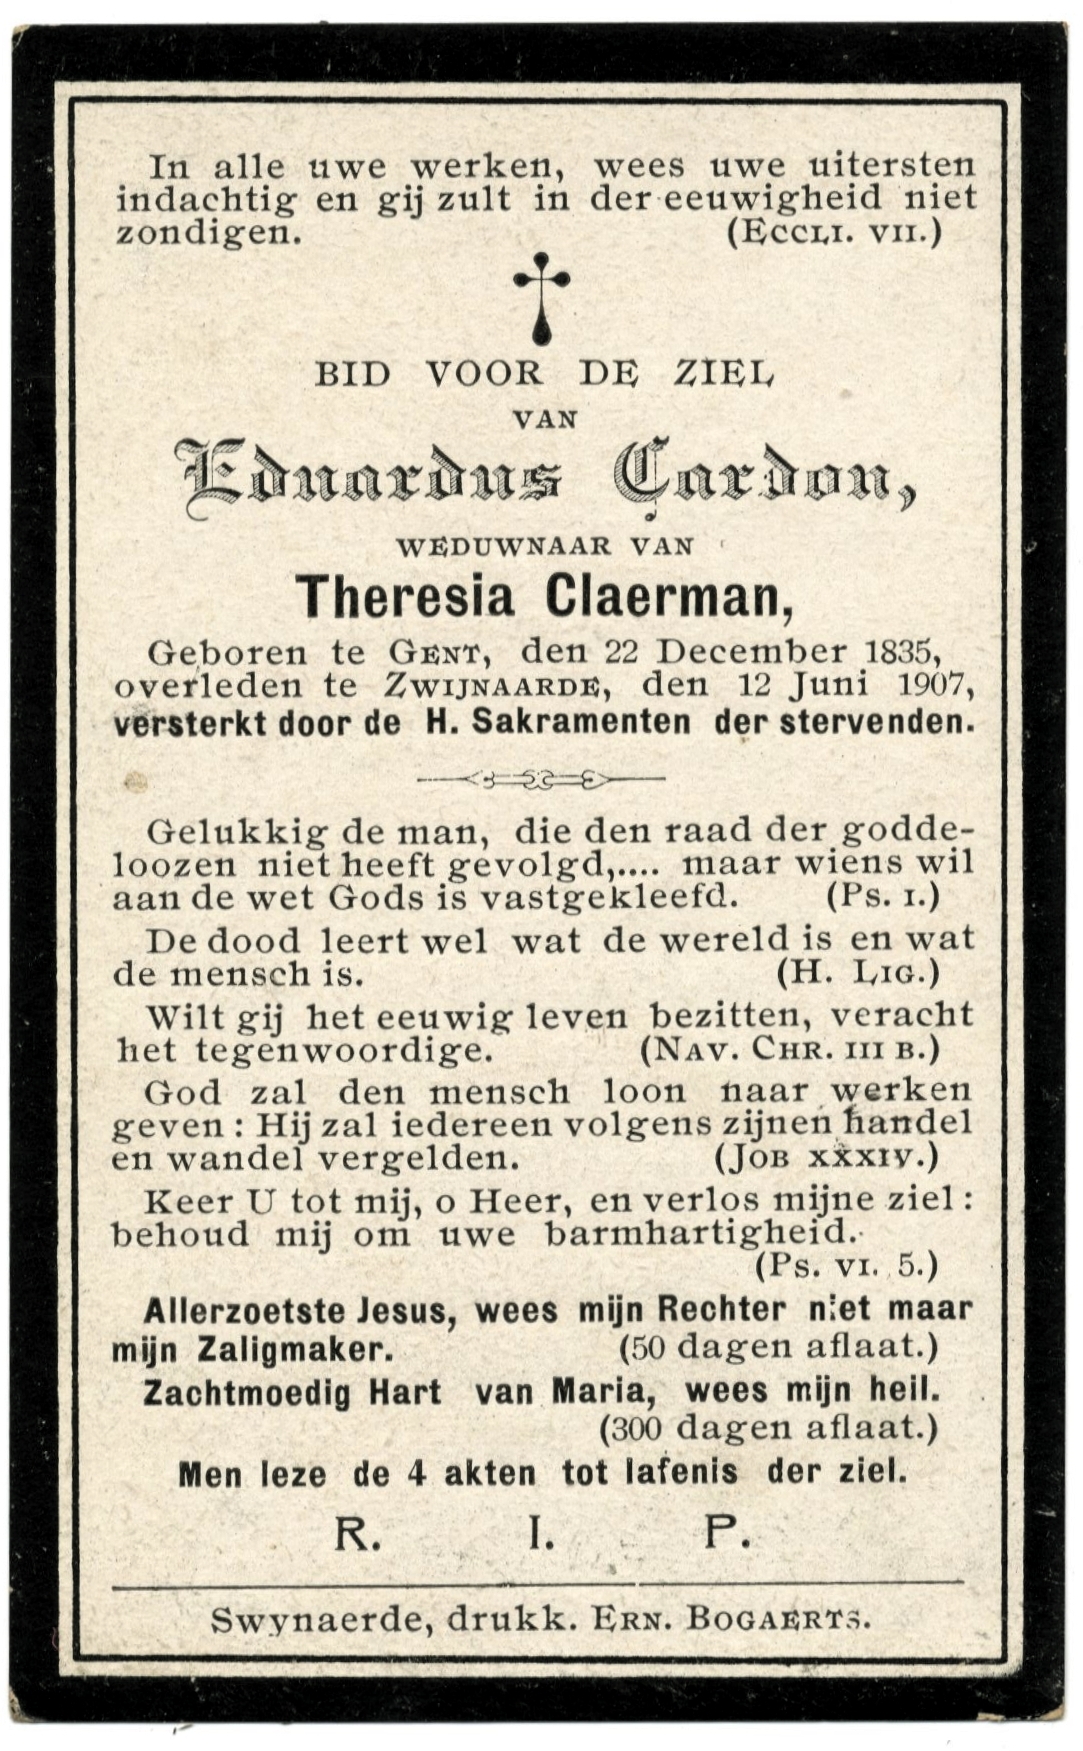 In alle uwe werken, wees uwe uitersten
indachtig en gij zult in der eeuwigheid niet
zondigen. (ECCLI. VII.)
BID VOOR DE ZIEL
VAN
Eduardus Cardon,
WEDUWNAAR VAN
Theresia Claerman,
Geboren te GENT, den 22 December 1835,
overleden te ZWIJNAARDE, den 12 Juni 1907,
versterkt door de H. Sakramenten der stervenden.
Gelukkig de man, die den raad der godde-
loozen niet heeft gevolgd,.... maar wiens wil
aan de wet Gods is vastgekleefd. (Ps. I.)
De dood leert wel wat de wereld is en wat
de mensch is. (H. LIG.)
Wilt gij het eeuwig leven bezitten, veracht
het tegenwoordige. (NAV. CHR. III B.)
God zal den mensch loon naar werken
geven : Hij zal iedereen volgens zijnen handel
en wandel vergelden. (JOB XXXIV.)
Keer U tot mij, o Heer, en verlos mijne ziel :
behoud mij om uwe barmhartigheid.
(Ps. VI. 5.)
Allerzoetste Jesus, wees mijn Rechter niet maar
mijn Zaligmaker. (50 dagen aflaat.)
Zachtmoedig Hart van Maria, wees mijn heil.
(300 dagen aflaat.)
Men leze de 4 akten tot lafenis der ziel.
R. I. P.
Swynaerde, drukk. ERN. BOGAERTS.